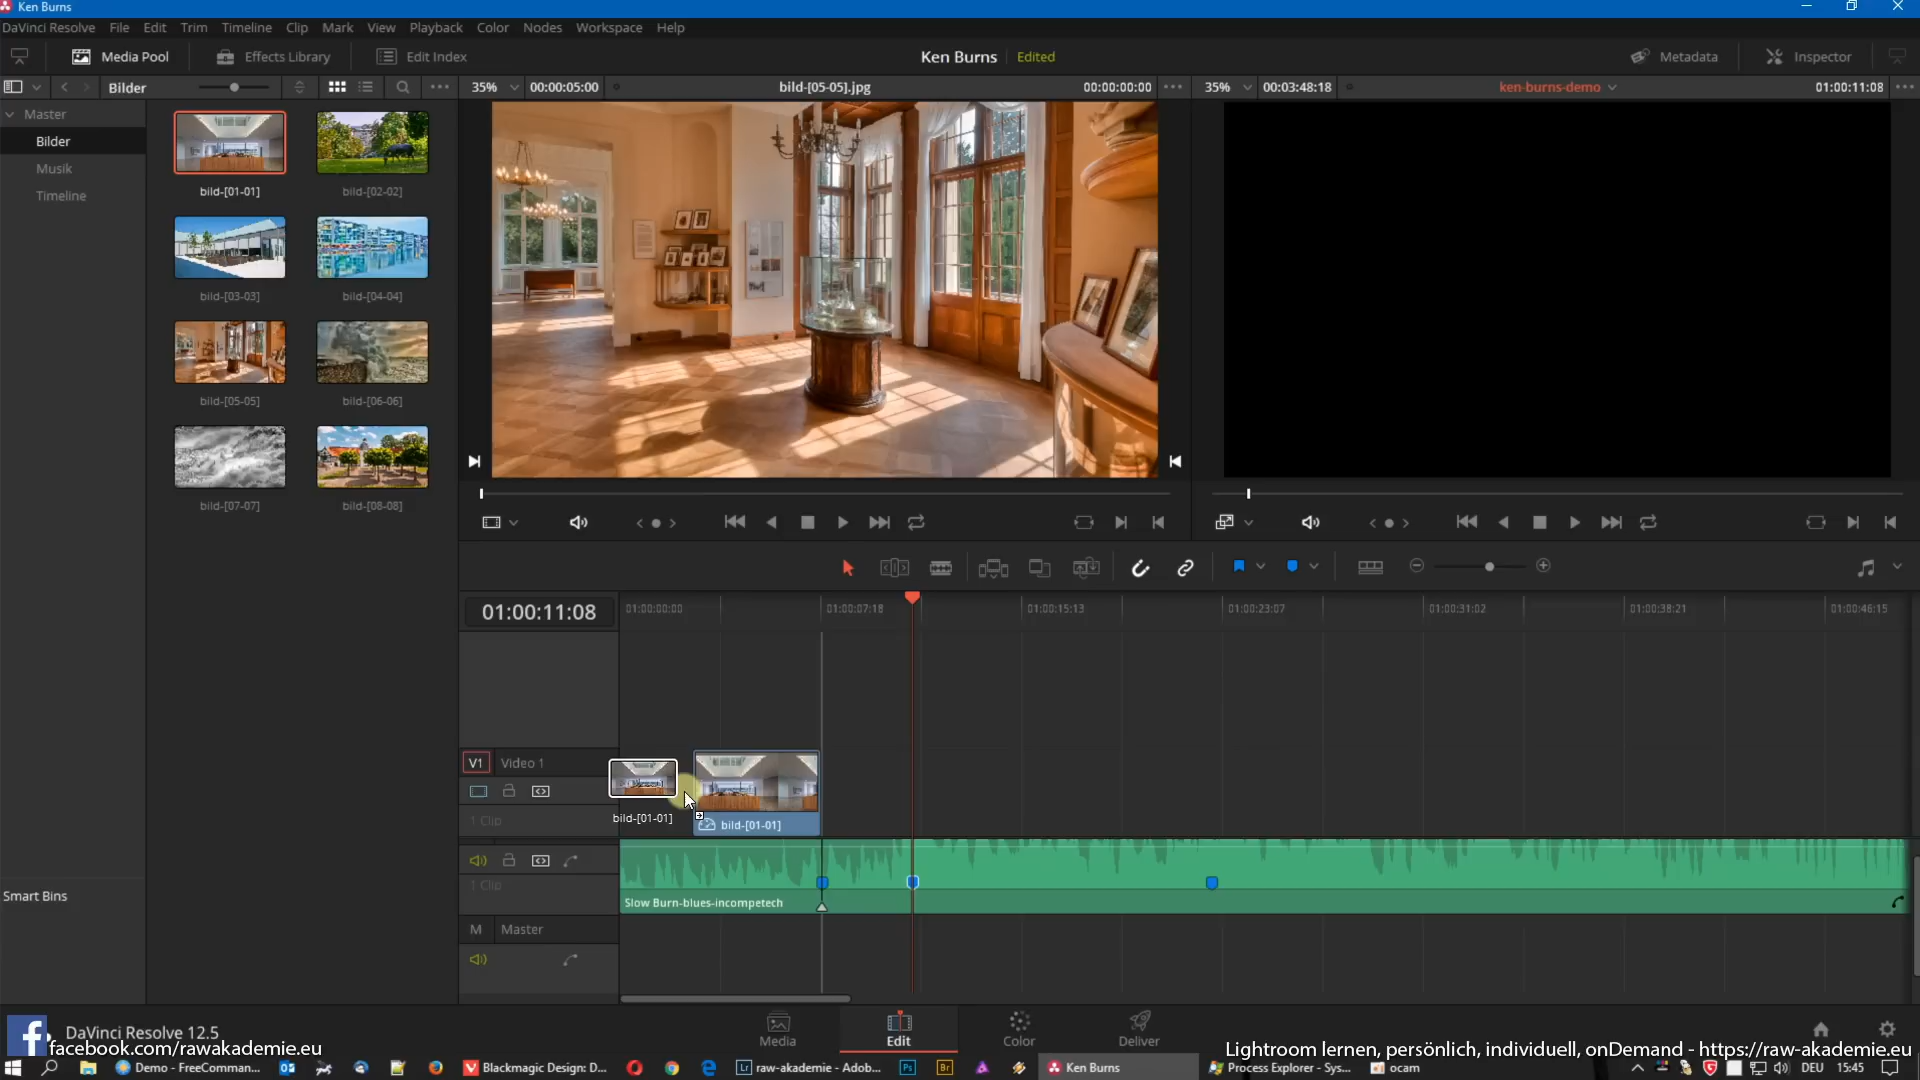 Ken Burns
DaVinci Resolve File Edit Trim Timeline Clip Mark View Playback Color Nodes Workspace Help
Media Pool Effects Library Edit Index Ken Burns Edited Metadata Inspector
Bilder 35% 00:00:05:00 bild-[05-05].jpg 00:00:00:00 35% 00:03:48:18 ken-burns-demo 01:00:11:08
Master
Bilder
Musik
Timeline
bild-[01-01] bild-[02-02]
bild-[03-03] bild-[04-04]
bild-[05-05] bild-[06-06]
bild-[07-07] bild-[08-08]
01:00:11:08 01:00:00:00 01:00:07:18 01:00:15:13 01:00:23:07 01:00:31:02 01:00:38:21 01:00:46:15
V1 Video 1
1 Clip bild-[01-01] bild-[01-01]
1 Clip
Smart Bins
Slow Burn-blues-incompetech
M Master
DaVinci Resolve 12.5
Media Edit Color Deliver
facebook.com/rawakademie.eu
Lightroom lernen, persönlich, individuell, onDemand - https://raw-akademie.eu
Demo - FreeComman... Blackmagic Design: D... Lr raw-akademie - Adob... Ps Br Ken Burns Process Explorer - Sys... ocam DEU 15:45